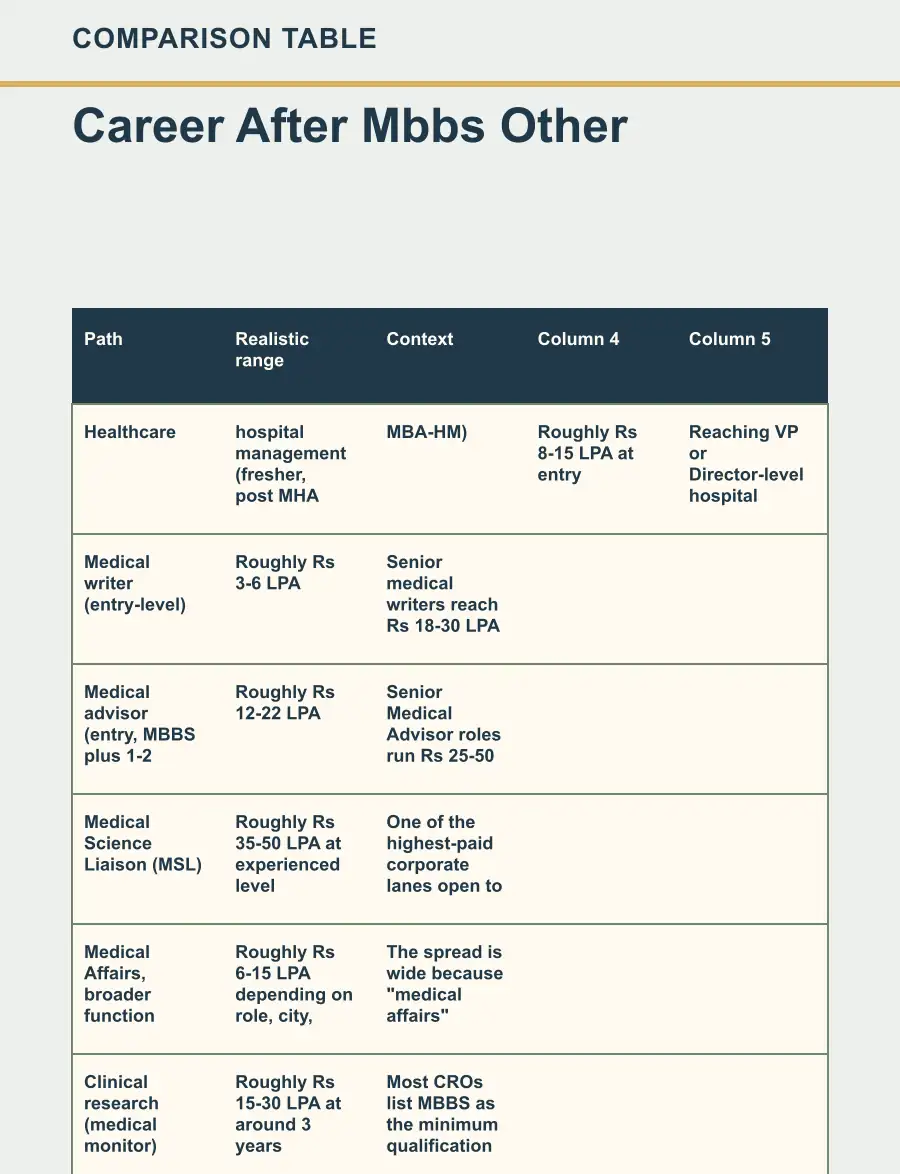 COMPARISON TABLE
Career After Mbbs Other
Path
Realistic
range
Context
Column 4
Column 5
Healthcare
hospital
management
(fresher,
post MHA
MBA-HM)
Roughly Rs
8-15 LPA at
entry
Reaching VP
or
Director-level
hospital
Medical
writer
(entry-level)
Roughly Rs
3-6 LPA
Senior
medical
writers reach
Rs 18-30 LPA
Medical
advisor
(entry, MBBS
plus 1-2
Roughly Rs
12-22 LPA
Senior
Medical
Advisor roles
run Rs 25-50
Medical
Science
Liaison (MSL)
Roughly Rs
35-50 LPA at
experienced
level
One of the
highest-paid
corporate
lanes open to
Medical
Affairs,
broader
function
Roughly Rs
6-15 LPA
depending on
role, city,
The spread is
wide because
"medical
affairs"
Clinical
research
(medical
monitor)
Roughly Rs
15-30 LPA at
around 3
years
Most CROs
list MBBS as
the minimum
qualification